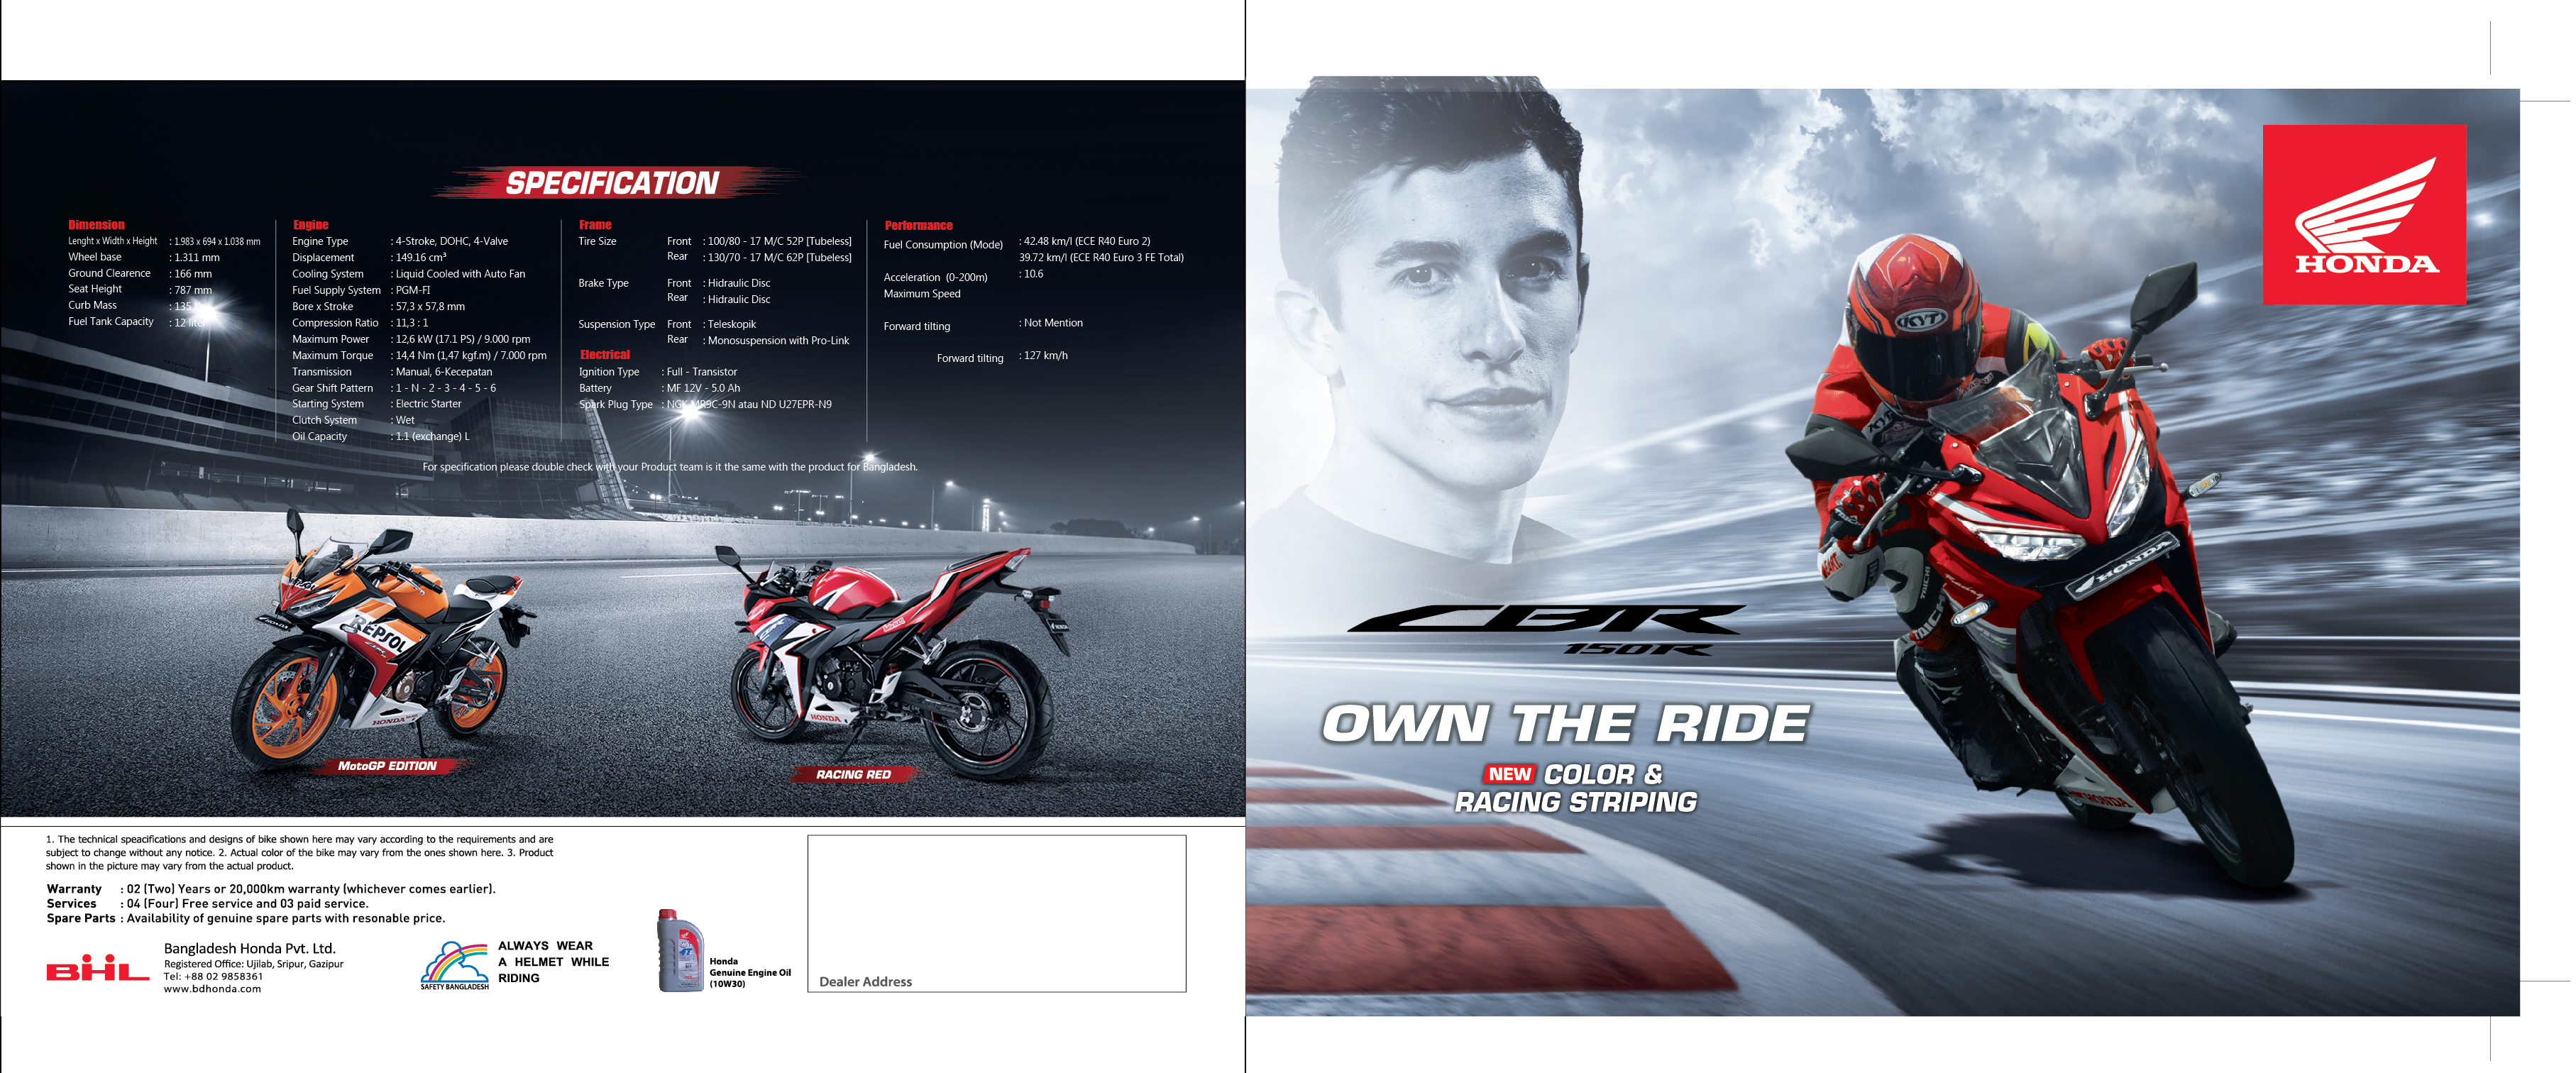 SPECIFICATION
Dimension
Lenght x Width x Height : 1.983 x 694 x 1.038 mm
Wheel base : 1.311 mm
Ground Clearence : 166 mm
Seat Height : 787 mm
Curb Mass : 135
Fuel Tank Capacity : 12 liter
Engine
Engine Type : 4-Stroke, DOHC, 4-Valve
Displacement : 149.16 cm³
Cooling System : Liquid Cooled with Auto Fan
Fuel Supply System : PGM-FI
Bore x Stroke : 57,3 x 57,8 mm
Compression Ratio : 11,3 : 1
Maximum Power : 12,6 kW (17.1 PS) / 9.000 rpm
Maximum Torque : 14,4 Nm (1,47 kgf.m) / 7.000 rpm
Transmission : Manual, 6-Kecepatan
Gear Shift Pattern : 1 - N - 2 - 3 - 4 - 5 - 6
Starting System : Electric Starter
Clutch System : Wet
Oil Capacity : 1.1 (exchange) L
Frame
Tire Size Front : 100/80 - 17 M/C 52P [Tubeless]
Rear : 130/70 - 17 M/C 62P [Tubeless]
Brake Type Front : Hidraulic Disc
Rear : Hidraulic Disc
Suspension Type Front : Teleskopik
Rear : Monosuspension with Pro-Link
Electrical
Ignition Type : Full - Transistor
Battery : MF 12V - 5.0 Ah
Spark Plug Type : NGK MR9C-9N atau ND U27EPR-N9
Performance
Fuel Consumption (Mode) : 42.48 km/l (ECE R40 Euro 2)
39.72 km/l (ECE R40 Euro 3 FE Total)
Acceleration (0-200m) : 10.6
Maximum Speed
Forward tilting : Not Mention
Forward tilting : 127 km/h
For specification please double check with your Product team is it the same with the product for Bangladesh.
REPSOL
HONDA
HONDA
MotoGP EDITION
HONDA
RACING RED
1. The technical speacifications and designs of bike shown here may vary according to the requirements and are
subject to change without any notice. 2. Actual color of the bike may vary from the ones shown here. 3. Product
shown in the picture may vary from the actual product.
Warranty : 02 (Two) Years or 20,000km warranty (whichever comes earlier).
Services : 04 (Four) Free service and 03 paid service.
Spare Parts : Availability of genuine spare parts with resonable price.
BHL
Bangladesh Honda Pvt. Ltd.
Registered Office: Ujilab, Sripur, Gazipur
Tel: +88 02 9858361
www.bdhonda.com
SAFETY BANGLADESH
ALWAYS WEAR
A HELMET WHILE
RIDING
Honda
Genuine Engine Oil
(10W30)
Dealer Address
HONDA
KYT
HONDA
HONDA
CBR
150R
OWN THE RIDE
NEW COLOR &
RACING STRIPING